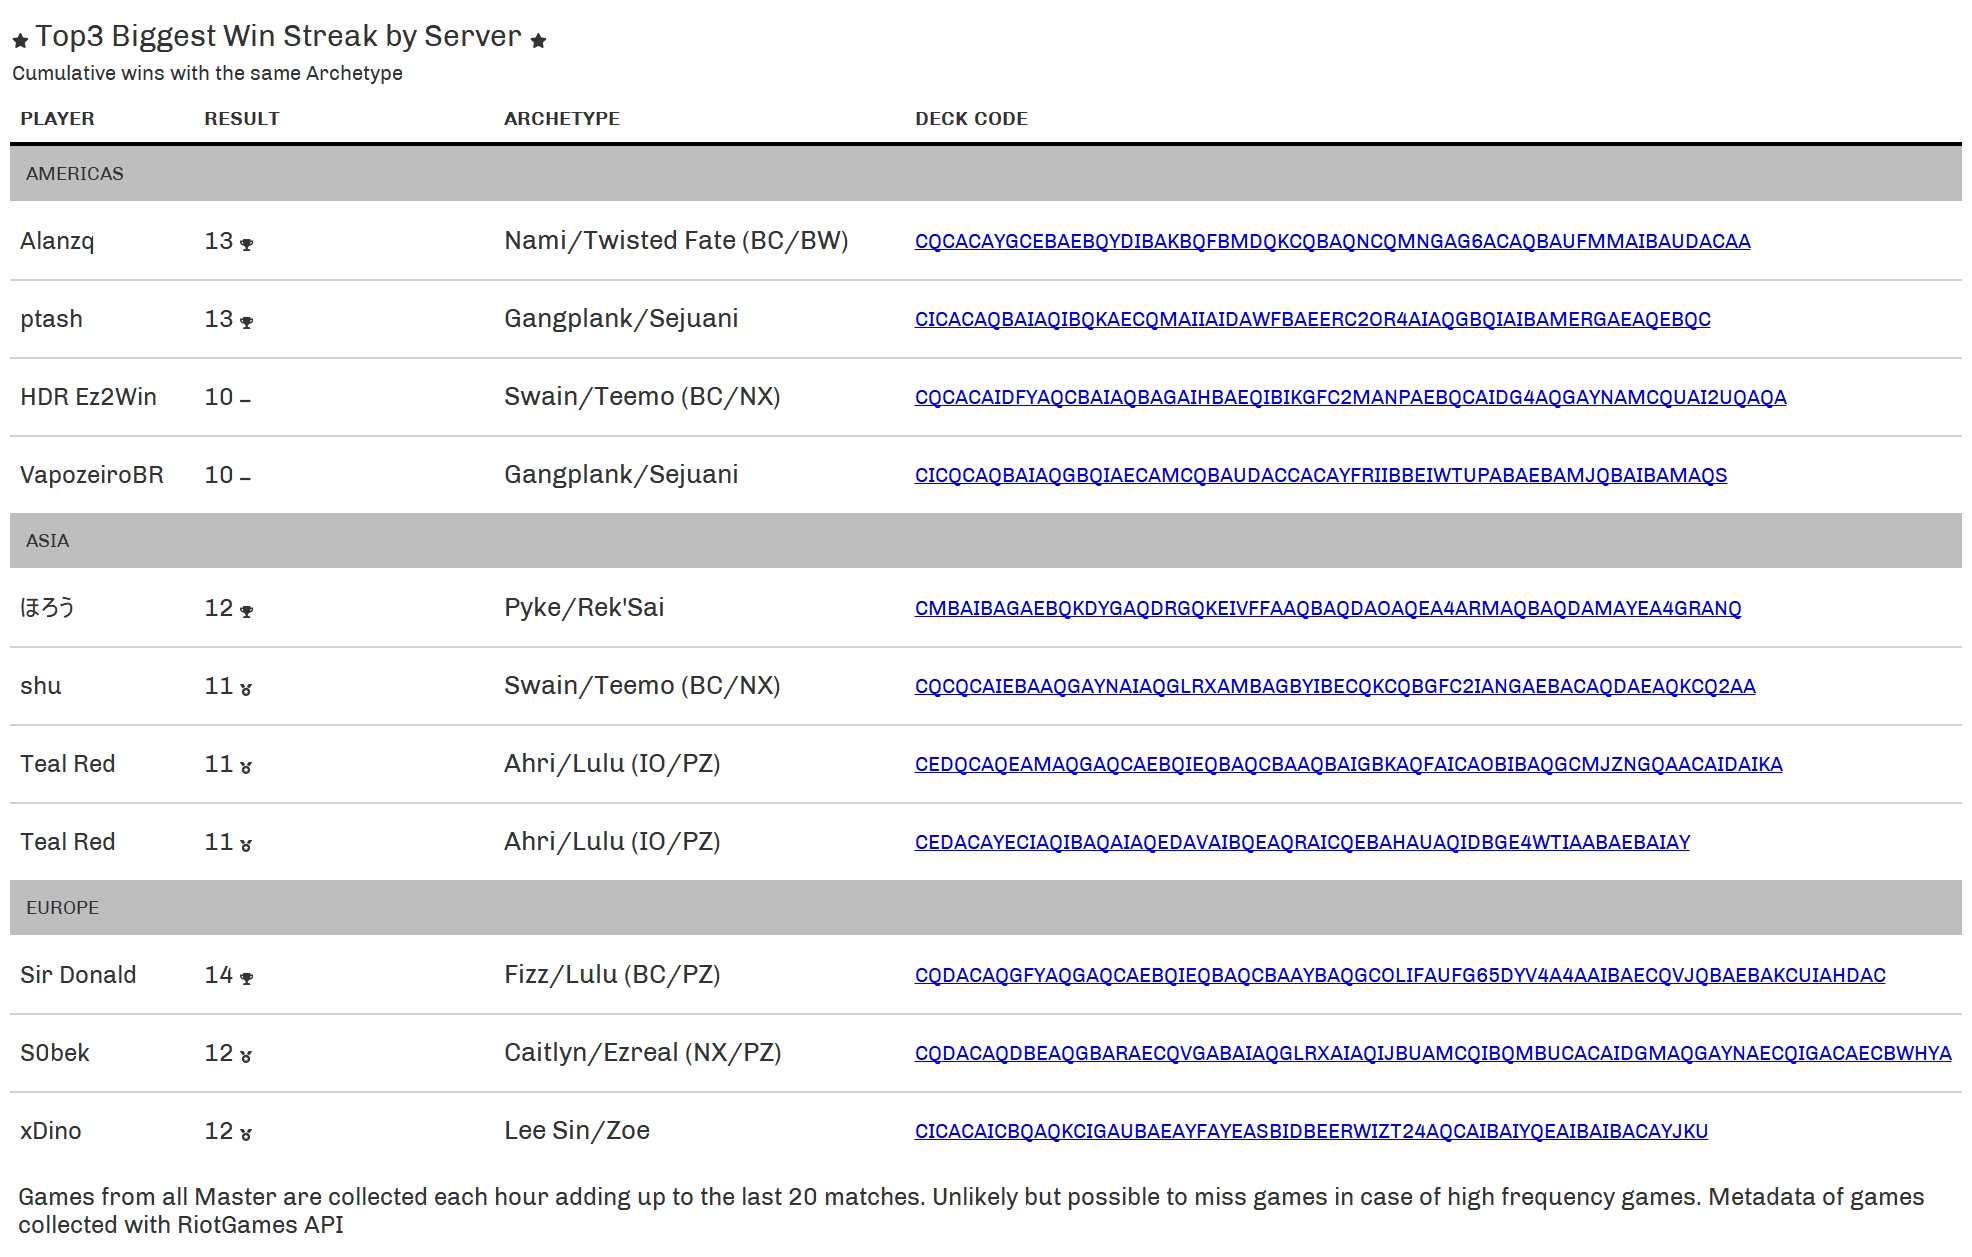 ★ Top3 Biggest Win Streak by Server ★
Cumulative wins with the same Archetype
PLAYER RESULT ARCHETYPE DECK CODE
AMERICAS
Alanzq 13 Nami/Twisted Fate (BC/BW) CQCACAYGCEBAEBQYDIBAKBQFBMDQKCQBAQNCQMNGAG6ACAQBAUFMMAIBAUDACAA
ptash 13 Gangplank/Sejuani CICACAQBAIAQIBQKAECQMAIIAIDAWFBAEERC2OR4AIAQGBQIAIBAMERGAEAQEBQC
HDR Ez2Win 10 – Swain/Teemo (BC/NX) CQCACAIDFYAQCBAIAQBAGAIHBAEQIBIKGFC2MANPAEBQCAIDG4AQGAYNAMCQUAI2UQAQA
VapozeiroBR 10 – Gangplank/Sejuani CICQCAQBAIAQGBQIAECAMCQBAUDACCACAYFRIIBBEIWTUPABAEBAMJQBAIBAMAQS
ASIA
ほろう 12 Pyke/Rek'Sai CMBAIBAGAEBQKDYGAQDRGQKEIVFFAAQBAQDAOAQEA4ARMAQBAQDAMAYEA4GRANQ
shu 11 Swain/Teemo (BC/NX) CQCQCAIEBAAQGAYNAIAQGLRXAMBAGBYIBECQKCQBGFC2IANGAEBACAQDAEAQKCQ2AA
Teal Red 11 Ahri/Lulu (IO/PZ) CEDQCAQEAMAQGAQCAEBQIEQBAQCBAAQBAIGBKAQFAICAOBIBAQGCMJZNGQAACAIDAIKA
Teal Red 11 Ahri/Lulu (IO/PZ) CEDACAYECIAQIBAQAIAQEDAVAIBQEAQRAICQEBAHAUAQIDBGE4WTIAABAEBAIAY
EUROPE
Sir Donald 14 Fizz/Lulu (BC/PZ) CQDACAQGFYAQGAQCAEBQIEQBAQCBAAYBAQGCOLIFAUFG65DYV4A4AAIBAECQVJQBAEBAKCUIAHDAC
S0bek 12 Caitlyn/Ezreal (NX/PZ) CQDACAQDBEAQGBARAECQVGABAIAQGLRXAIAQIJBUAMCQIBQMBUCACAIDGMAQGAYNAECQIGACAECBWHYA
xDino 12 Lee Sin/Zoe CICACAICBQAQKCIGAUBAEAYFAYEASBIDBEERWIZT24AQCAIBAIYQEAIBAIBACAYJKU
Games from all Master are collected each hour adding up to the last 20 matches. Unlikely but possible to miss games in case of high frequency games. Metadata of games
collected with RiotGames API